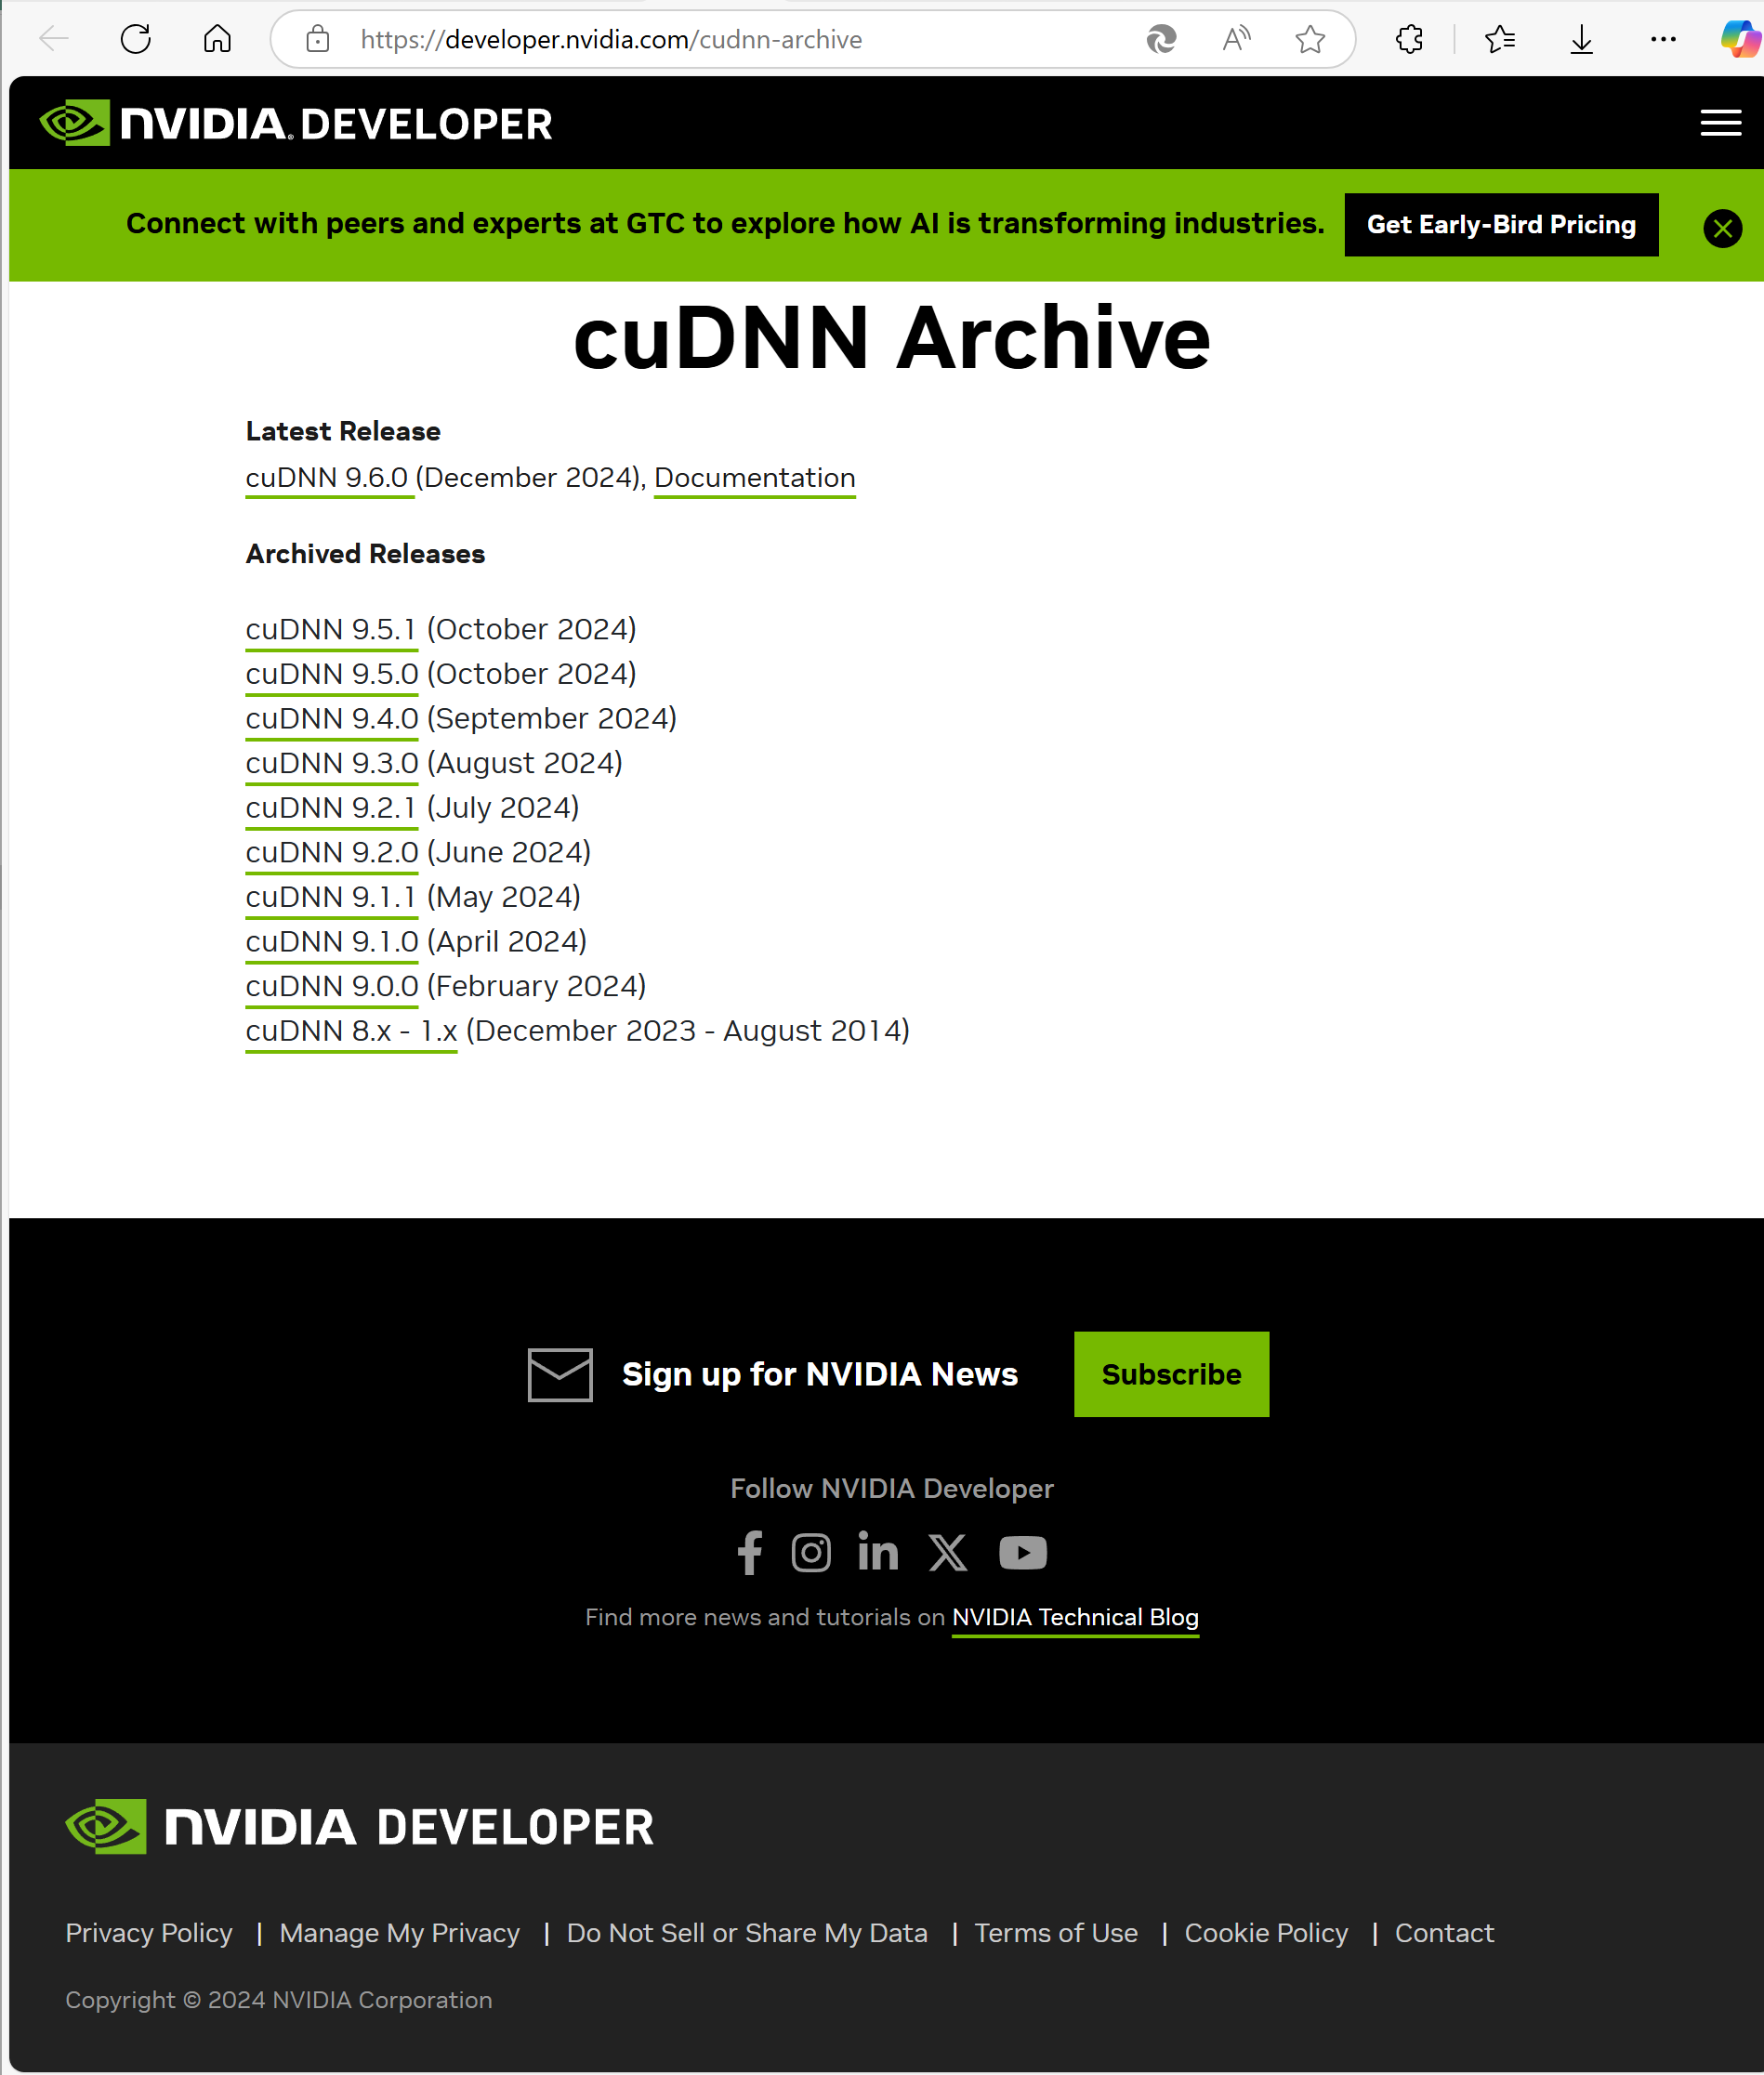 https://developer.nvidia.com/cudnn-archive
NVIDIA. DEVELOPER
Connect with peers and experts at GTC to explore how AI is transforming industries. Get Early-Bird Pricing
cuDNN Archive
Latest Release
cuDNN 9.6.0 (December 2024), Documentation
Archived Releases
cuDNN 9.5.1 (October 2024)
cuDNN 9.5.0 (October 2024)
cuDNN 9.4.0 (September 2024)
cuDNN 9.3.0 (August 2024)
cuDNN 9.2.1 (July 2024)
cuDNN 9.2.0 (June 2024)
cuDNN 9.1.1 (May 2024)
cuDNN 9.1.0 (April 2024)
cuDNN 9.0.0 (February 2024)
cuDNN 8.x - 1.x (December 2023 - August 2014)
Sign up for NVIDIA News Subscribe
Follow NVIDIA Developer
Find more news and tutorials on NVIDIA Technical Blog
NVIDIA DEVELOPER
Privacy Policy | Manage My Privacy | Do Not Sell or Share My Data | Terms of Use | Cookie Policy | Contact
Copyright © 2024 NVIDIA Corporation